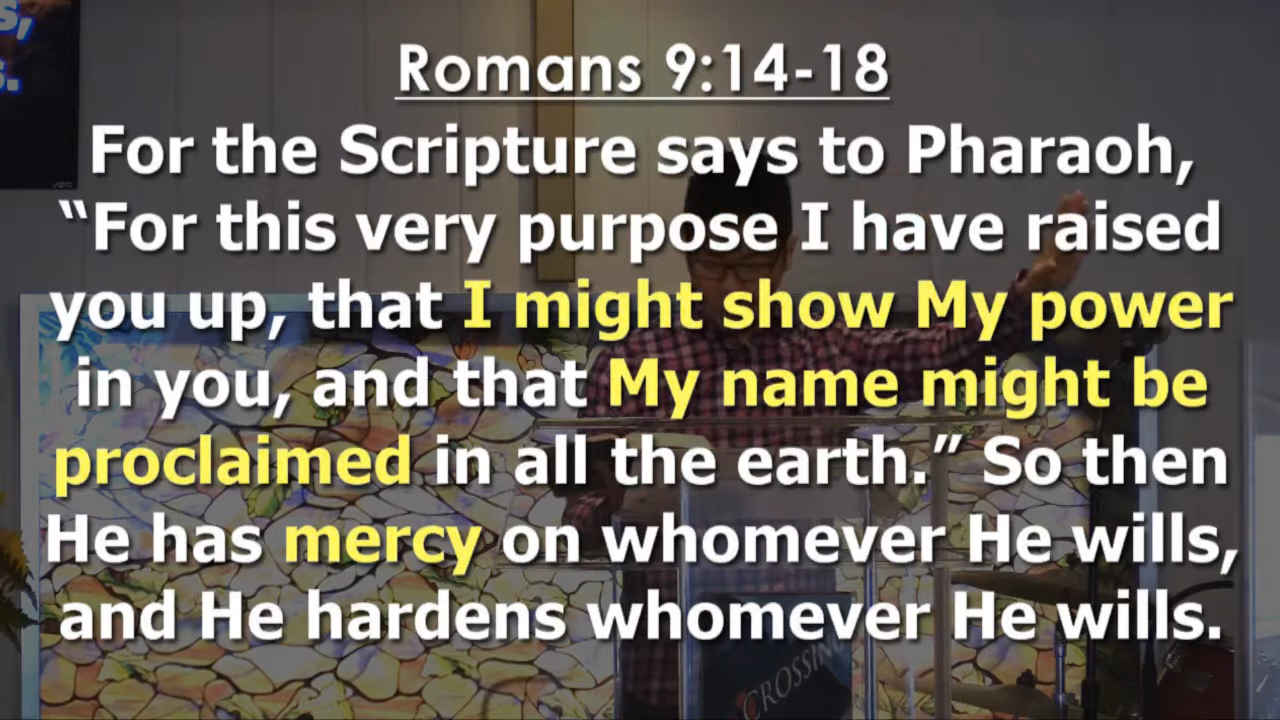 s,
s.
Romans 9:14-18
For the Scripture says to Pharaoh,
“For this very purpose I have raised
you up, that I might show My power
in you, and that My name might be
proclaimed in all the earth.” So then
He has mercy on whomever He wills,
and He hardens whomever He wills.
CROSSING